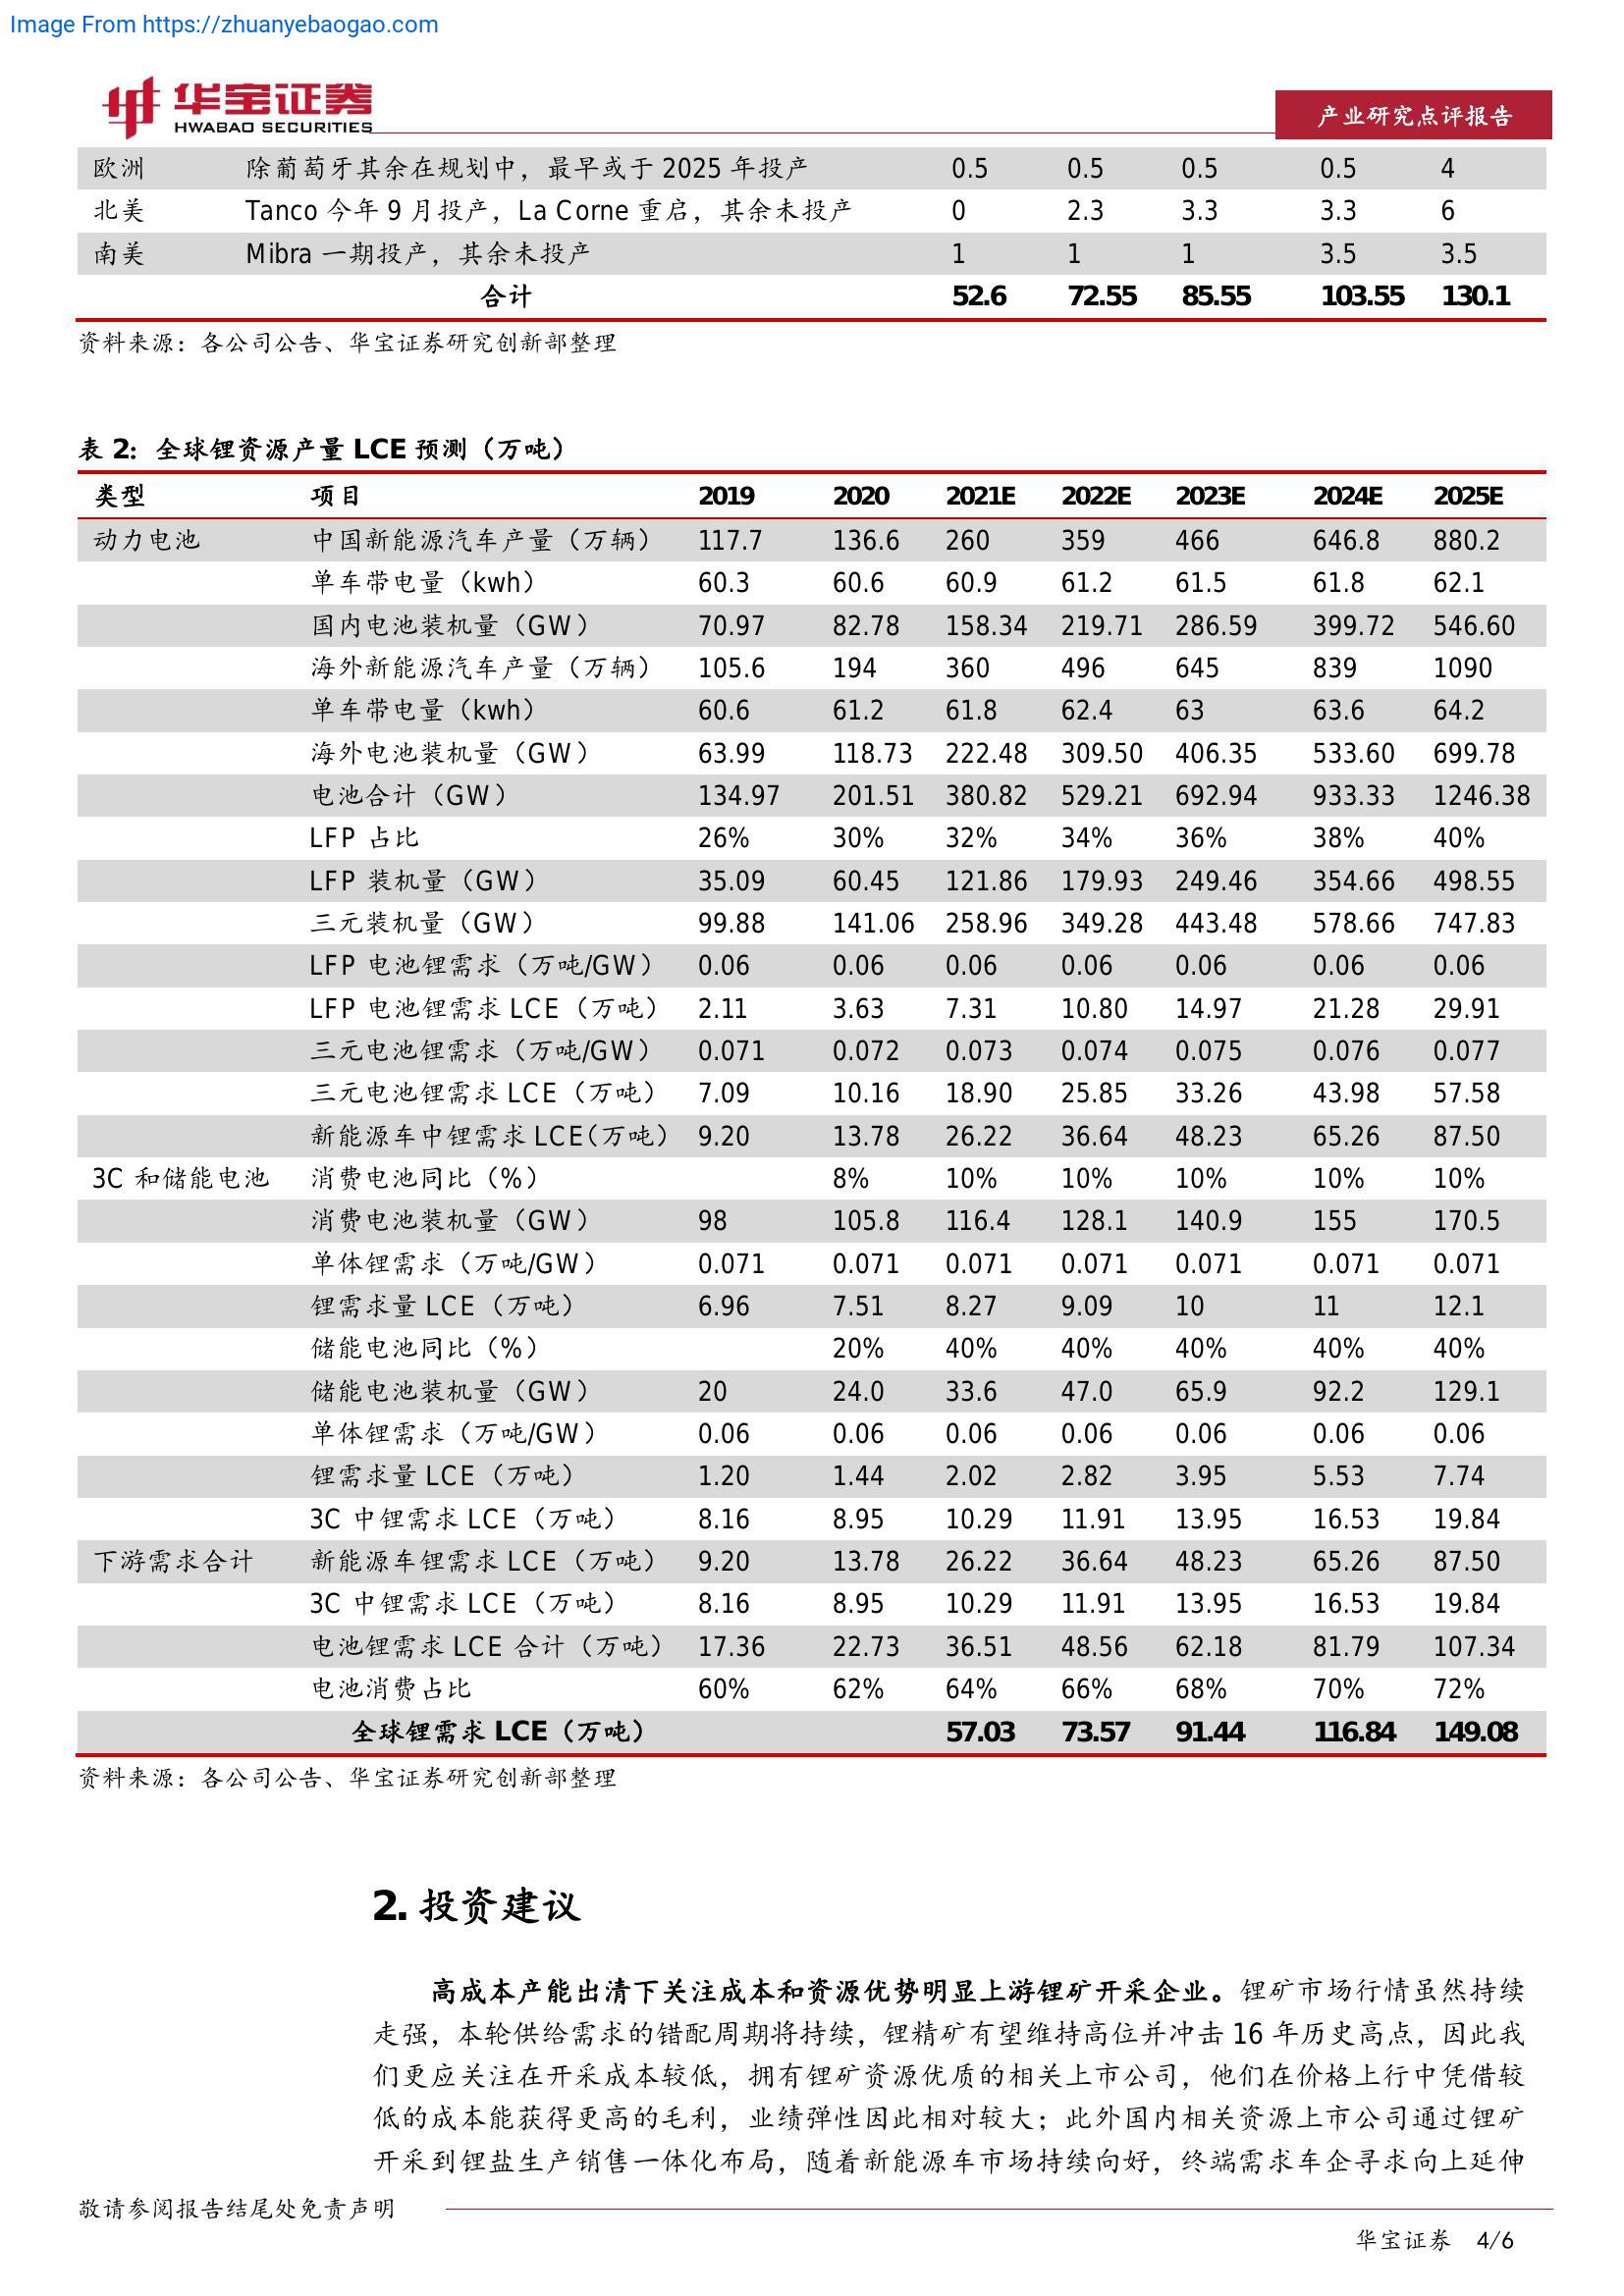 Image From https://zhuanyebaogao.com
华宝证券
HWABAO SECURITIES
产业研究点评报告
欧洲 除葡萄牙其余在规划中，最早或于 2025 年投产 0.5 0.5 0.5 0.5 4
北美 Tanco 今年 9 月投产，La Corne 重启，其余未投产 0 2.3 3.3 3.3 6
南美 Mibra 一期投产，其余未投产 1 1 1 3.5 3.5
合计 52.6 72.55 85.55 103.55 130.1
资料来源：各公司公告、华宝证券研究创新部整理
表 2：全球锂资源产量 LCE 预测（万吨）
类型 项目 2019 2020 2021E 2022E 2023E 2024E 2025E
动力电池 中国新能源汽车产量（万辆） 117.7 136.6 260 359 466 646.8 880.2
单车带电量（kwh） 60.3 60.6 60.9 61.2 61.5 61.8 62.1
国内电池装机量（GW） 70.97 82.78 158.34 219.71 286.59 399.72 546.60
海外新能源汽车产量（万辆） 105.6 194 360 496 645 839 1090
单车带电量（kwh） 60.6 61.2 61.8 62.4 63 63.6 64.2
海外电池装机量（GW） 63.99 118.73 222.48 309.50 406.35 533.60 699.78
电池合计（GW） 134.97 201.51 380.82 529.21 692.94 933.33 1246.38
LFP 占比 26% 30% 32% 34% 36% 38% 40%
LFP 装机量（GW） 35.09 60.45 121.86 179.93 249.46 354.66 498.55
三元装机量（GW） 99.88 141.06 258.96 349.28 443.48 578.66 747.83
LFP 电池锂需求（万吨/GW） 0.06 0.06 0.06 0.06 0.06 0.06 0.06
LFP 电池锂需求 LCE（万吨） 2.11 3.63 7.31 10.80 14.97 21.28 29.91
三元电池锂需求（万吨/GW） 0.071 0.072 0.073 0.074 0.075 0.076 0.077
三元电池锂需求 LCE（万吨） 7.09 10.16 18.90 25.85 33.26 43.98 57.58
新能源车中锂需求 LCE(万吨） 9.20 13.78 26.22 36.64 48.23 65.26 87.50
3C 和储能电池 消费电池同比（%） 8% 10% 10% 10% 10% 10%
消费电池装机量（GW） 98 105.8 116.4 128.1 140.9 155 170.5
单体锂需求（万吨/GW） 0.071 0.071 0.071 0.071 0.071 0.071 0.071
锂需求量 LCE（万吨） 6.96 7.51 8.27 9.09 10 11 12.1
储能电池同比（%） 20% 40% 40% 40% 40% 40%
储能电池装机量（GW） 20 24.0 33.6 47.0 65.9 92.2 129.1
单体锂需求（万吨/GW） 0.06 0.06 0.06 0.06 0.06 0.06 0.06
锂需求量 LCE（万吨） 1.20 1.44 2.02 2.82 3.95 5.53 7.74
3C 中锂需求 LCE（万吨） 8.16 8.95 10.29 11.91 13.95 16.53 19.84
下游需求合计 新能源车锂需求 LCE（万吨） 9.20 13.78 26.22 36.64 48.23 65.26 87.50
3C 中锂需求 LCE（万吨） 8.16 8.95 10.29 11.91 13.95 16.53 19.84
电池锂需求 LCE 合计（万吨） 17.36 22.73 36.51 48.56 62.18 81.79 107.34
电池消费占比 60% 62% 64% 66% 68% 70% 72%
全球锂需求 LCE（万吨） 57.03 73.57 91.44 116.84 149.08
资料来源：各公司公告、华宝证券研究创新部整理
2. 投资建议
高成本产能出清下关注成本和资源优势明显上游锂矿开采企业。锂矿市场行情虽然持续
走强，本轮供给需求的错配周期将持续，锂精矿有望维持高位并冲击 16 年历史高点，因此我
们更应关注在开采成本较低，拥有锂矿资源优质的相关上市公司，他们在价格上行中凭借较
低的成本能获得更高的毛利，业绩弹性因此相对较大；此外国内相关资源上市公司通过锂矿
开采到锂盐生产销售一体化布局，随着新能源车市场持续向好，终端需求车企寻求向上延伸
敬请参阅报告结尾处免责声明
华宝证券 4/6